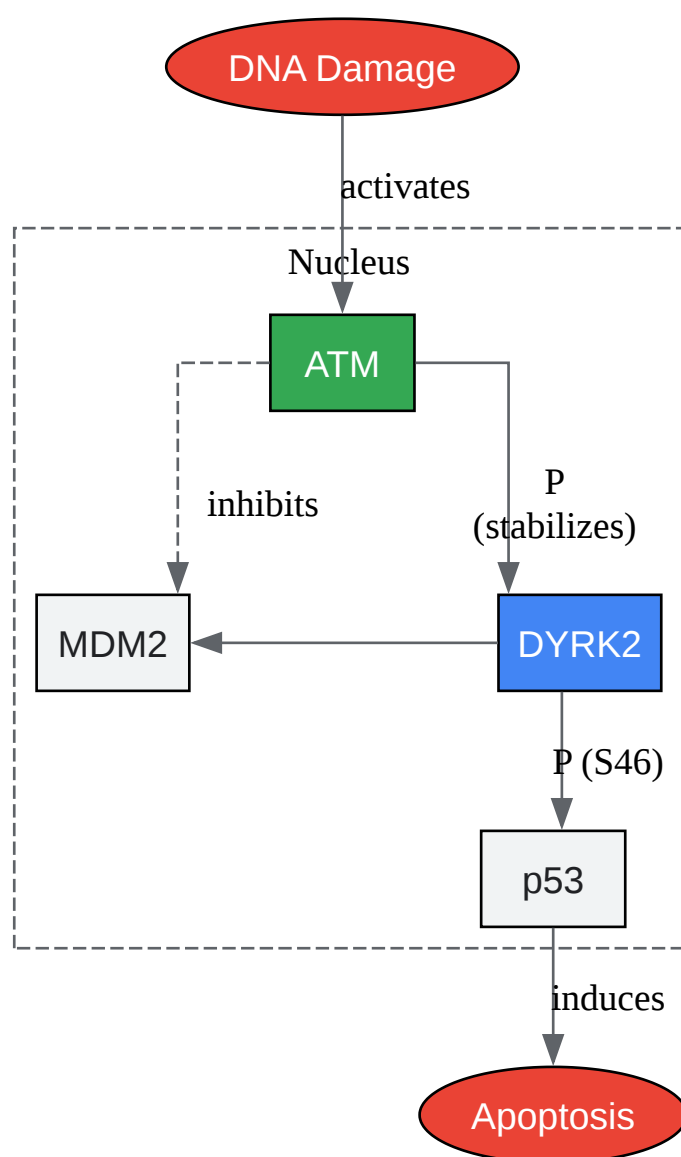 DNA Damage
activates
Nucleus
ATM
inhibits
P
(stabilizes)
MDM2
DYRK2
P (S46)
p53
induces
Apoptosis